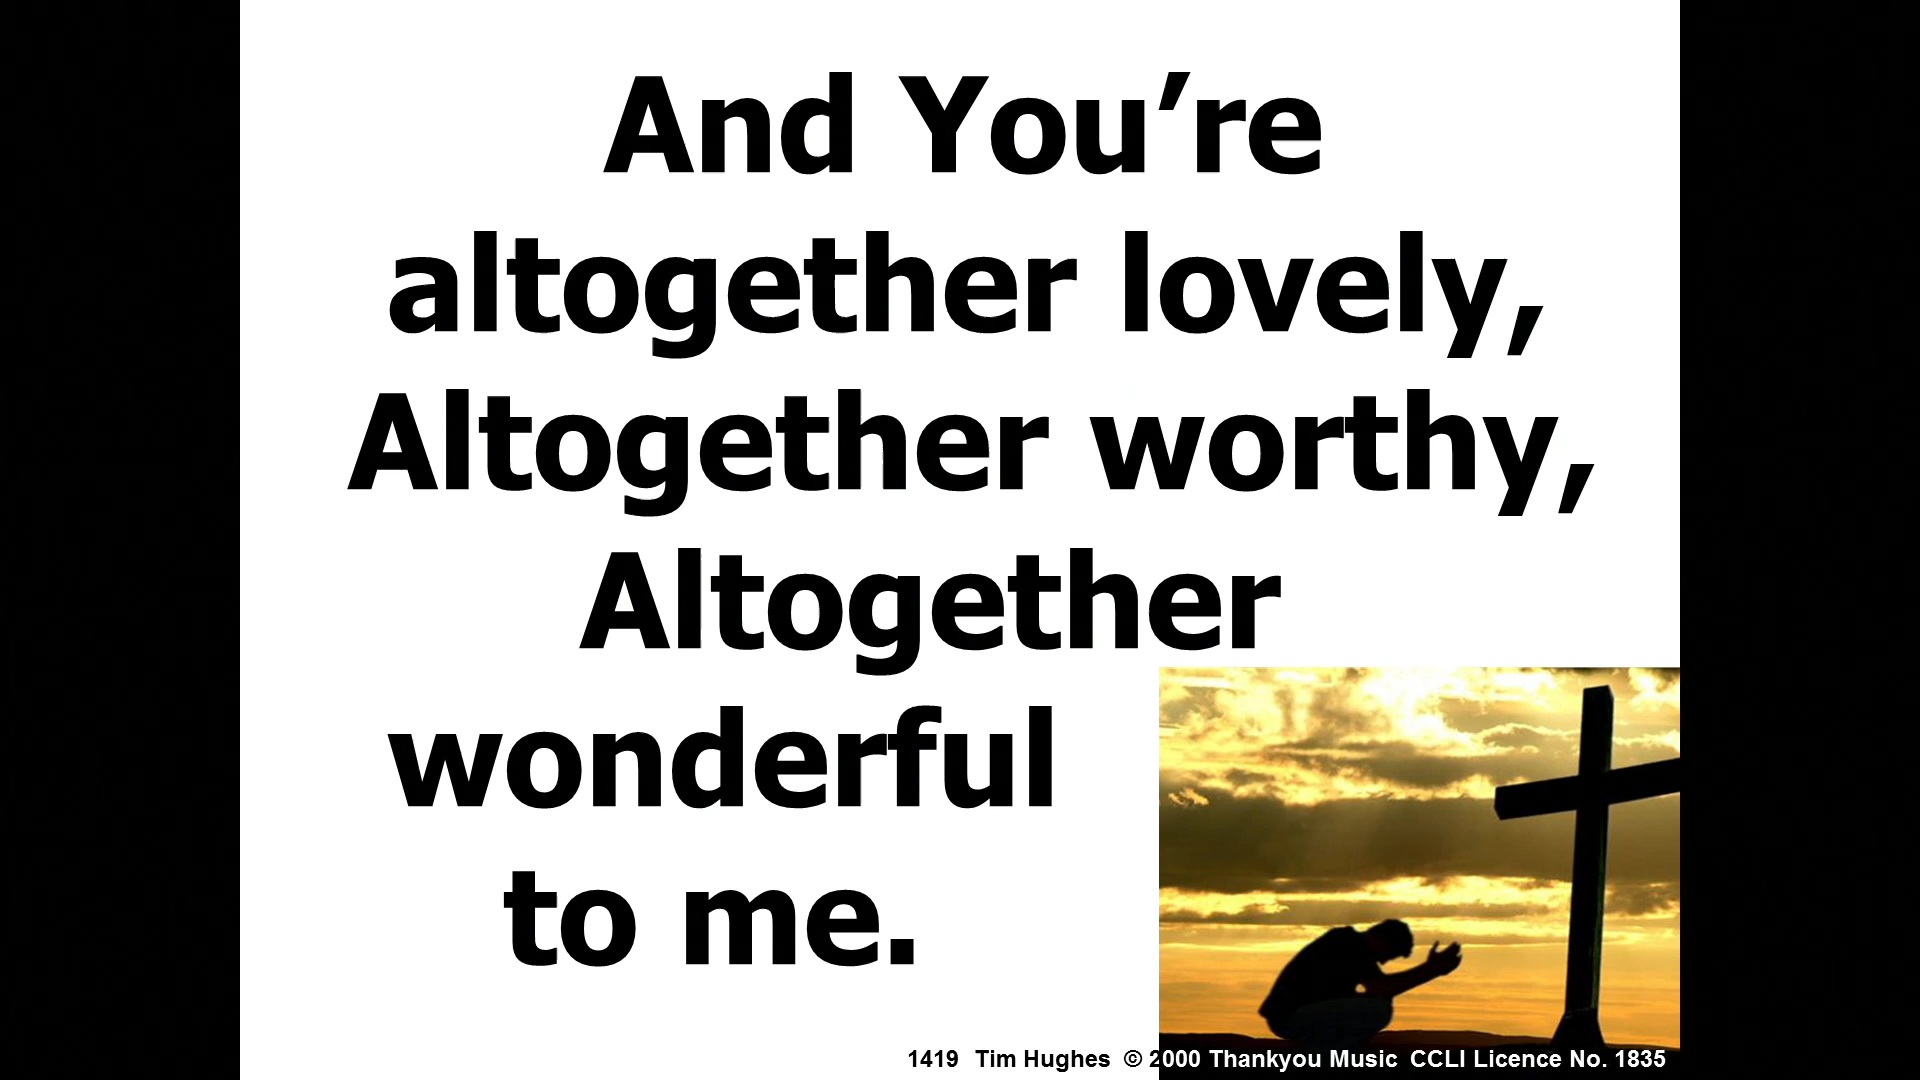 And You’re
altogether lovely,
Altogether worthy,
Altogether
wonderful
to me.
1419 Tim Hughes © 2000 Thankyou Music CCLI Licence No. 1835